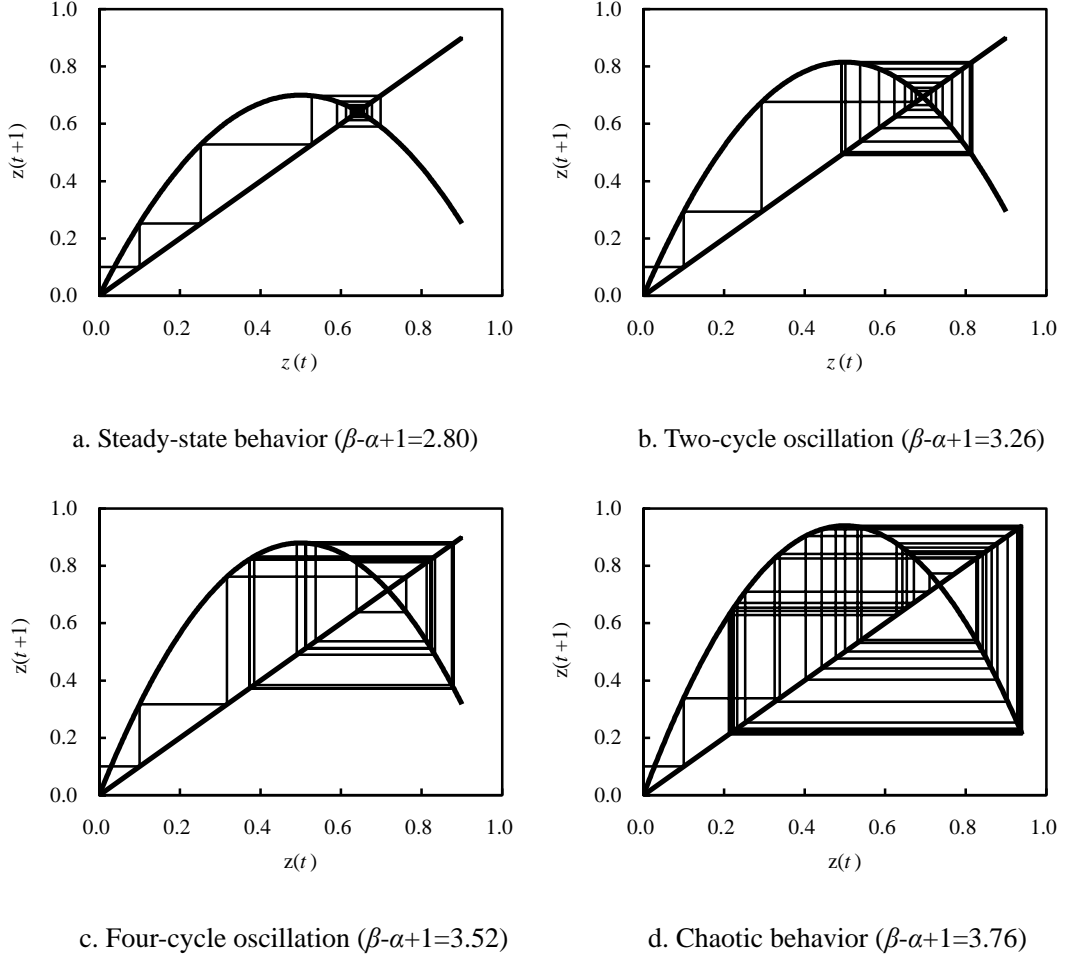 1.0 1.0
0.8 0.8
0.6 0.6
z(t+1) z(t+1)
0.4 0.4
0.2 0.2
0.0 0.0
0.0 0.2 0.4 0.6 0.8 1.0 0.0 0.2 0.4 0.6 0.8 1.0
z(t) z(t)
a. Steady-state behavior (β-α+1=2.80) b. Two-cycle oscillation (β-α+1=3.26)
1.0 1.0
0.8 0.8
0.6 0.6
z(t+1) z(t+1)
0.4 0.4
0.2 0.2
0.0 0.0
0.0 0.2 0.4 0.6 0.8 1.0 0.0 0.2 0.4 0.6 0.8 1.0
z(t) z(t)
c. Four-cycle oscillation (β-α+1=3.52) d. Chaotic behavior (β-α+1=3.76)